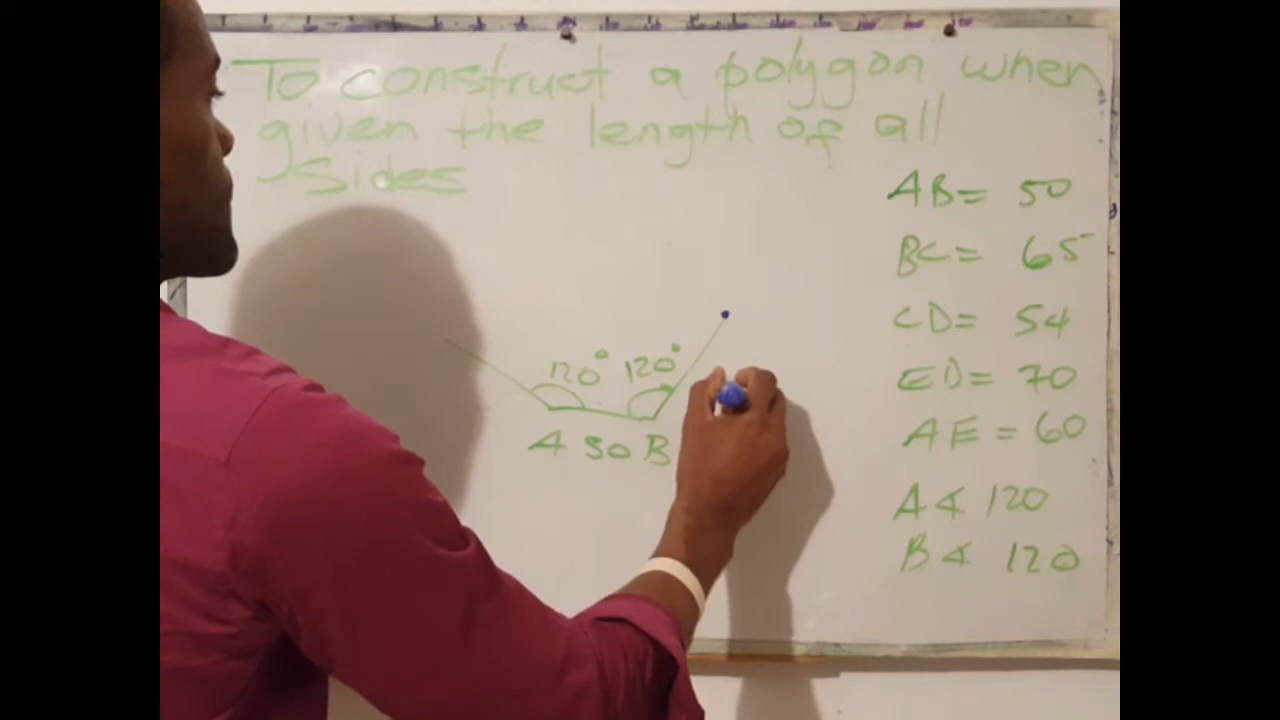 To construct a polygon when
given the length of all
Sides
AB = 50
BC = 65
CD = 54
ED = 70
AE = 60
A∢ 120
B∢ 120
120° 120°
A 50 B